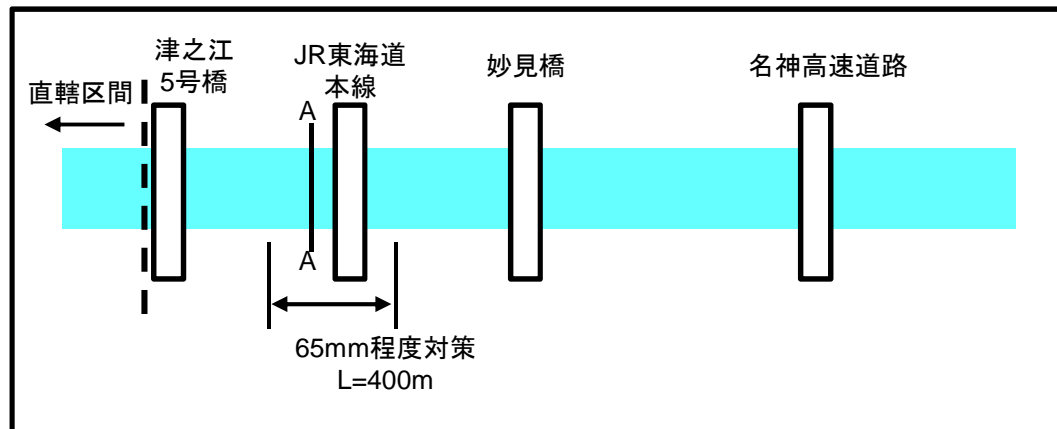 津之江
5号橋
JR東海道
本線
妙見橋
名神高速道路
直轄区間
A
A
65mm程度対策
L=400m